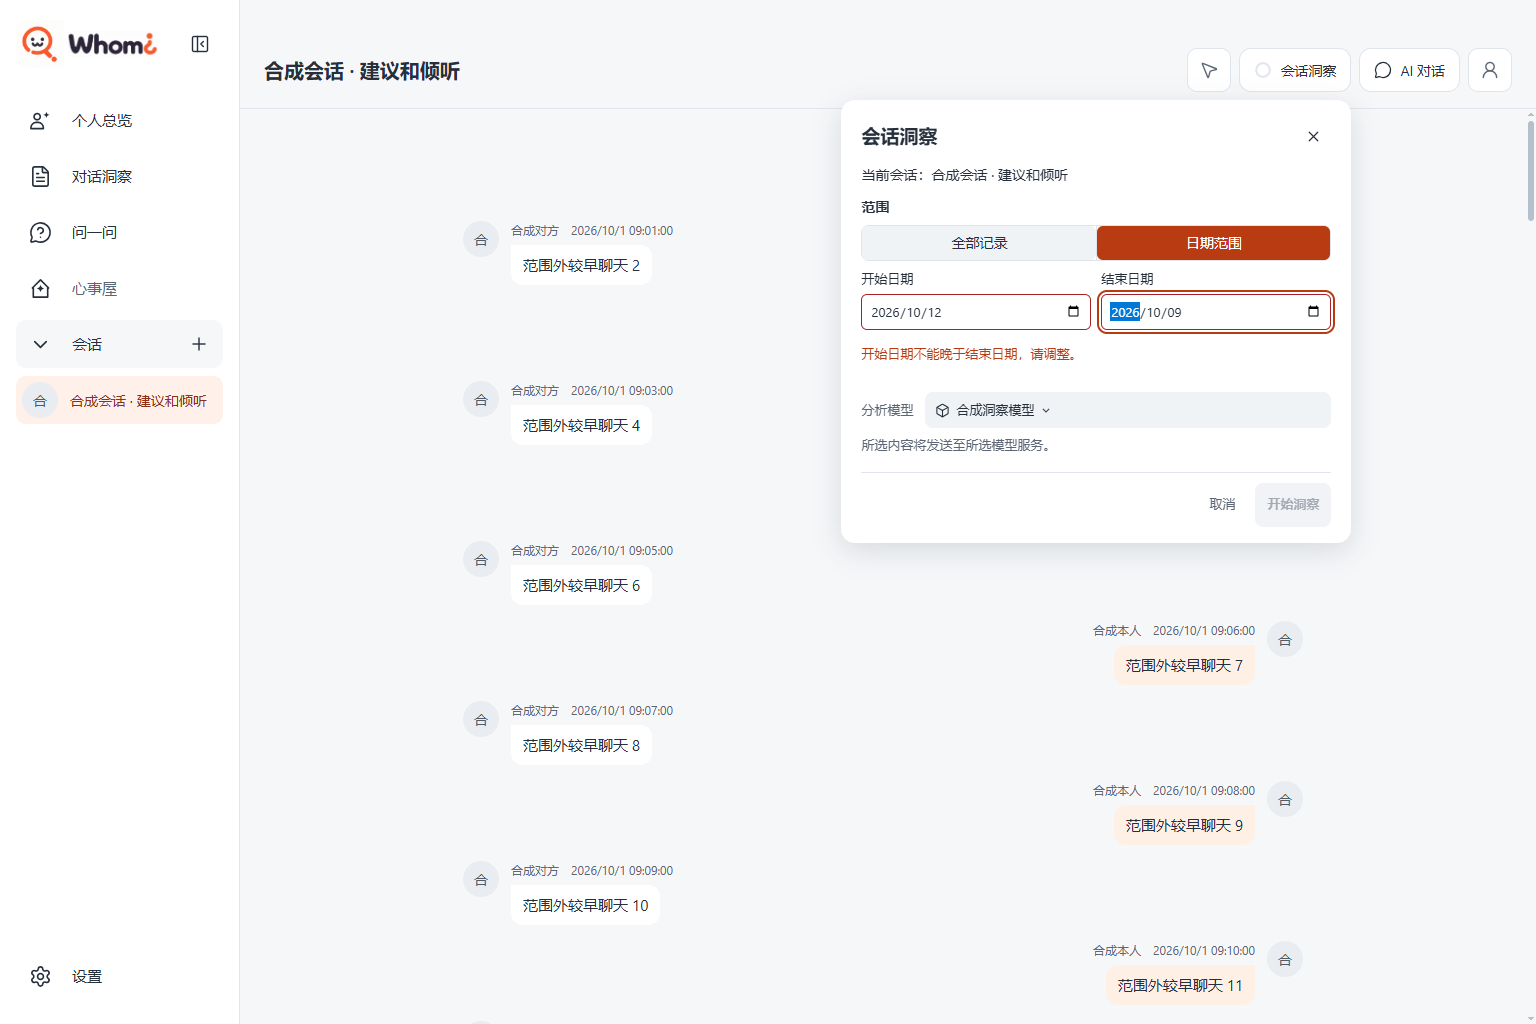 Whomi
个人总览
对话洞察
问一问
心事屋
会话
合 合成会话 · 建议和倾听
设置
合成会话 · 建议和倾听
会话洞察
AI 对话
合成对方 2026/10/1 09:01:00
合 范围外较早聊天 2
合成对方 2026/10/1 09:03:00
合 范围外较早聊天 4
合成对方 2026/10/1 09:05:00
合 范围外较早聊天 6
合成本人 2026/10/1 09:06:00
范围外较早聊天 7 合
合成对方 2026/10/1 09:07:00
合 范围外较早聊天 8
合成本人 2026/10/1 09:08:00
范围外较早聊天 9 合
合成对方 2026/10/1 09:09:00
合 范围外较早聊天 10
合成本人 2026/10/1 09:10:00
范围外较早聊天 11 合
会话洞察
当前会话：合成会话 · 建议和倾听
范围
全部记录 日期范围
开始日期 结束日期
2026/10/12 2026/10/09
开始日期不能晚于结束日期，请调整。
分析模型 合成洞察模型
所选内容将发送至所选模型服务。
取消 开始洞察